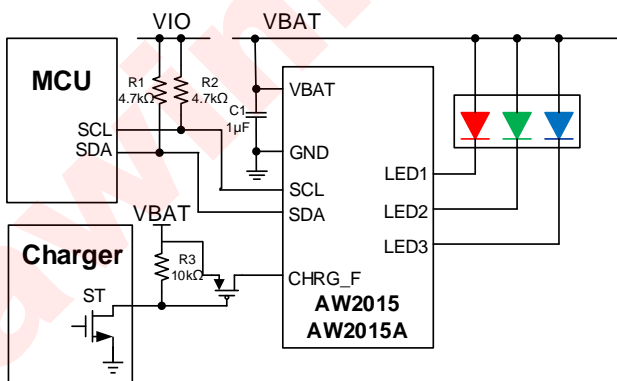 VIO
VBAT
MCU
R1
4.7kΩ
R2
4.7kΩ
SCL
SDA
C1
1μF
VBAT
GND
SCL
SDA
LED1
LED2
LED3
CHRG_F
AW2015
AW2015A
VBAT
R3
10kΩ
Charger
ST